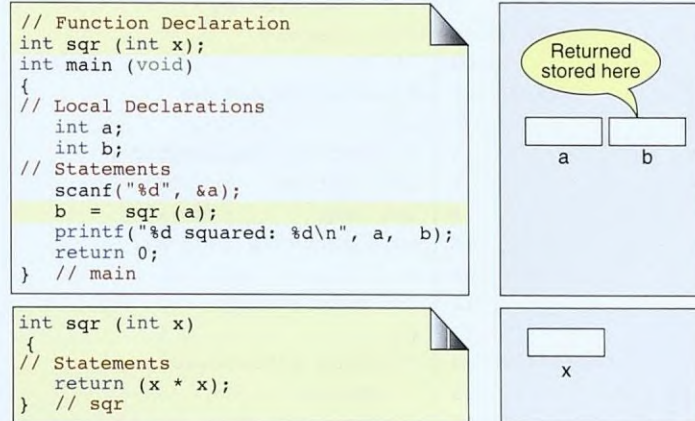 // Function Declaration
int sqr (int x);
int main (void)
{
// Local Declarations
int a;
int b;
// Statements
scanf("%d", &a);
b = sqr (a);
printf("%d squared: %d\n", a, b);
return 0;
} // main
Returned
stored here
a b
int sqr (int x)
{
// Statements
return (x * x);
} // sqr
x